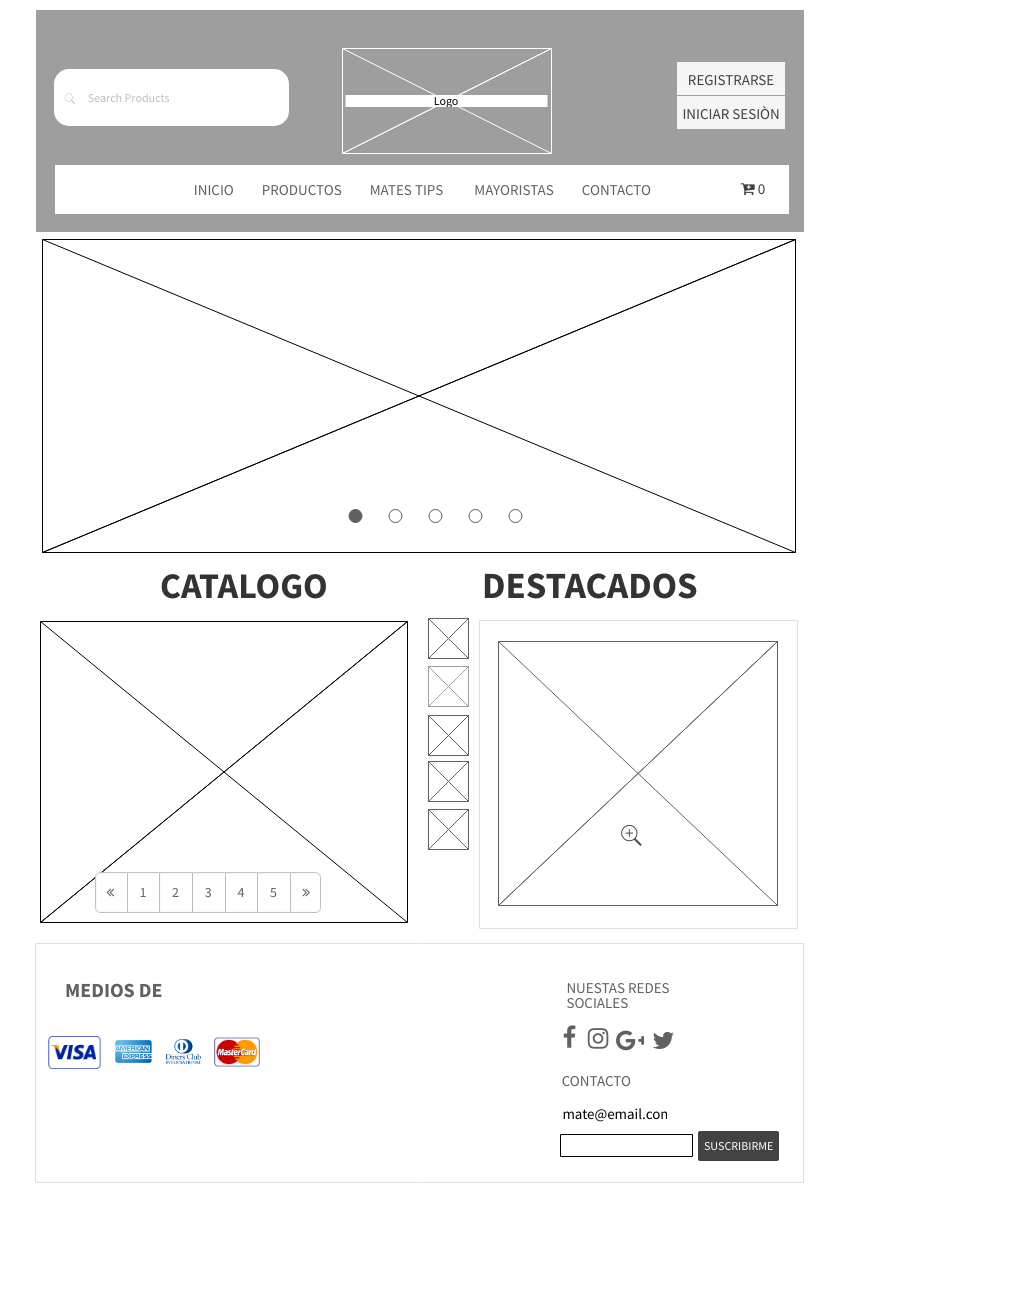 Search Products
Logo
REGISTRARSE
INICIAR SESIÒN
INICIO PRODUCTOS MATES TIPS MAYORISTAS CONTACTO 0
CATALOGO DESTACADOS
« 1 2 3 4 5 »
MEDIOS DE
NUESTAS REDES
SOCIALES
VISA AMERICAN EXPRESS Diners Club INTERNATIONAL MasterCard
CONTACTO
mate@email.con
SUSCRIBIRME